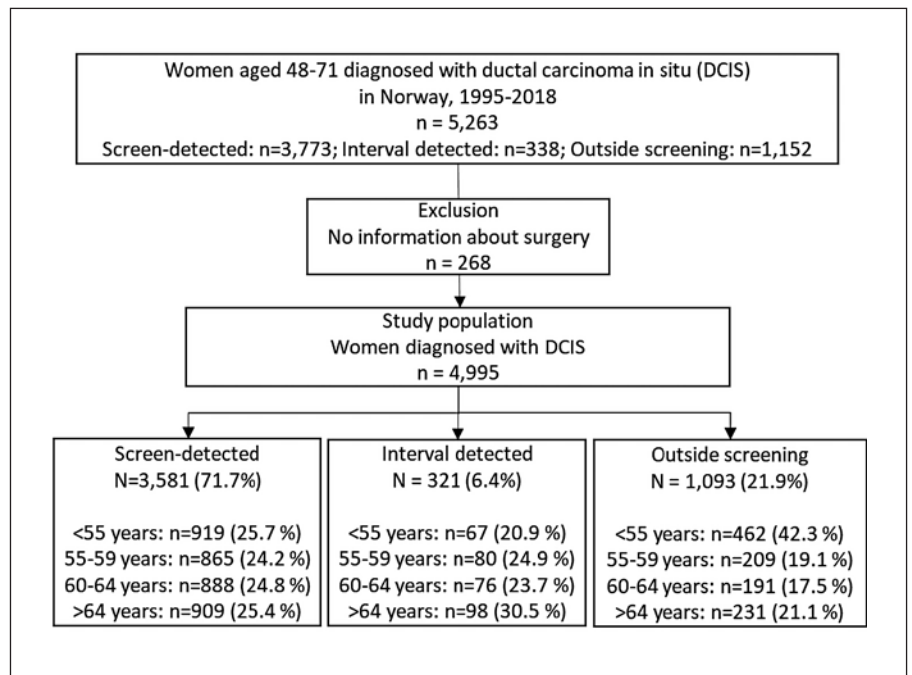 Women aged 48-71 diagnosed with ductal carcinoma in situ (DCIS)
in Norway, 1995-2018
n = 5,263
Screen-detected: n=3,773; Interval detected: n=338; Outside screening: n=1,152
Exclusion
No information about surgery
n = 268
Study population
Women diagnosed with DCIS
n = 4,995
Screen-detected
N=3,581 (71.7%)
<55 years: n=919 (25.7 %)
55-59 years: n=865 (24.2 %)
60-64 years: n=888 (24.8 %)
>64 years: n=909 (25.4 %)
Interval detected
N = 321 (6.4%)
<55 years: n=67 (20.9 %)
55-59 years: n=80 (24.9 %)
60-64 years: n=76 (23.7 %)
>64 years: n=98 (30.5 %)
Outside screening
N = 1,093 (21.9%)
<55 years: n=462 (42.3 %)
55-59 years: n=209 (19.1 %)
60-64 years: n=191 (17.5 %)
>64 years: n=231 (21.1 %)